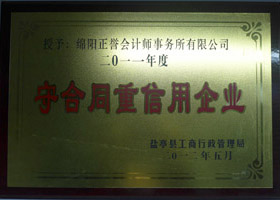 授予：绵阳正誉会计师事务所有限公司
二0一一年度
守合同重信用企业
盐亭县工商行政管理局
二0一二年五月